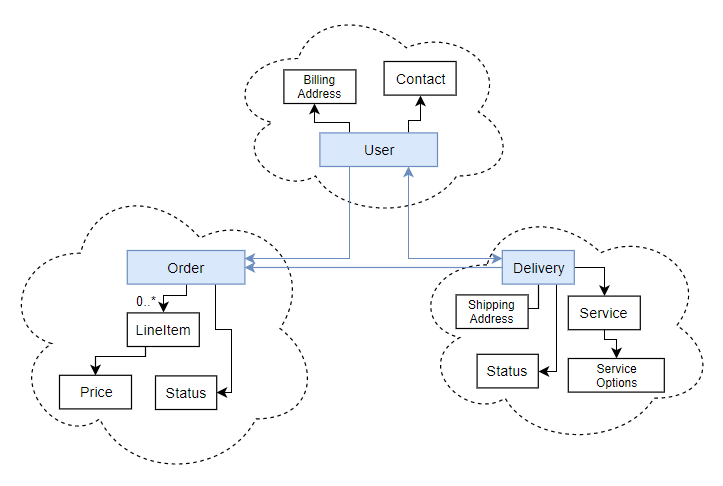 Billing
Address
Contact
User
Order
Delivery
0..*
LineItem
Shipping
Address
Service
Price
Status
Status
Service
Options